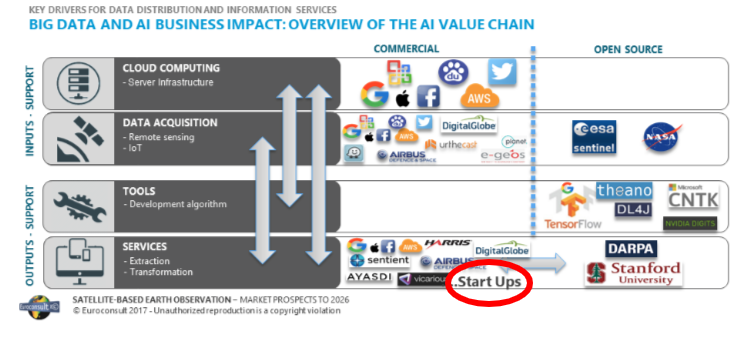 KEY DRIVERS FOR DATA DISTRIBUTION AND INFORMATION SERVICES
BIG DATA AND AI BUSINESS IMPACT: OVERVIEW OF THE AI VALUE CHAIN
COMMERCIAL
OPEN SOURCE
INPUTS - SUPPORT
CLOUD COMPUTING
- Server Infrastructure
du
AWS
DATA ACQUISITION
- Remote sensing
- IoT
du
AWS
DigitalGlobe
urthecast
planet
AIRBUS
DEFENCE & SPACE
e-geos
esa
sentinel
NASA
OUTPUTS - SUPPORT
TOOLS
- Development algorithm
TensorFlow
theano
DL4J
Microsoft
CNTK
NVIDIA DIGITS
SERVICES
- Extraction
- Transformation
AWS
HARRIS
DigitalGlobe
sentient
AIRBUS
DEFENCE & SPACE
AYASDI
vicarious
..Start Ups
DARPA
Stanford
University
Euroconsult
SATELLITE-BASED EARTH OBSERVATION – MARKET PROSPECTS TO 2026
© Euroconsult 2017 - Unauthorized reproduction is a copyright violation